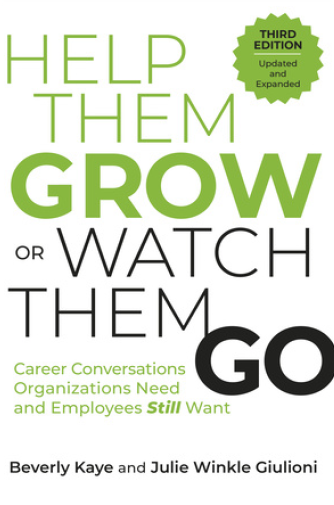 HELP
THEM
GROW
OR WATCH
THEM
GO
THIRD
EDITION
Updated
and
Expanded
Career Conversations
Organizations Need
and Employees Still Want
Beverly Kaye and Julie Winkle Giulioni